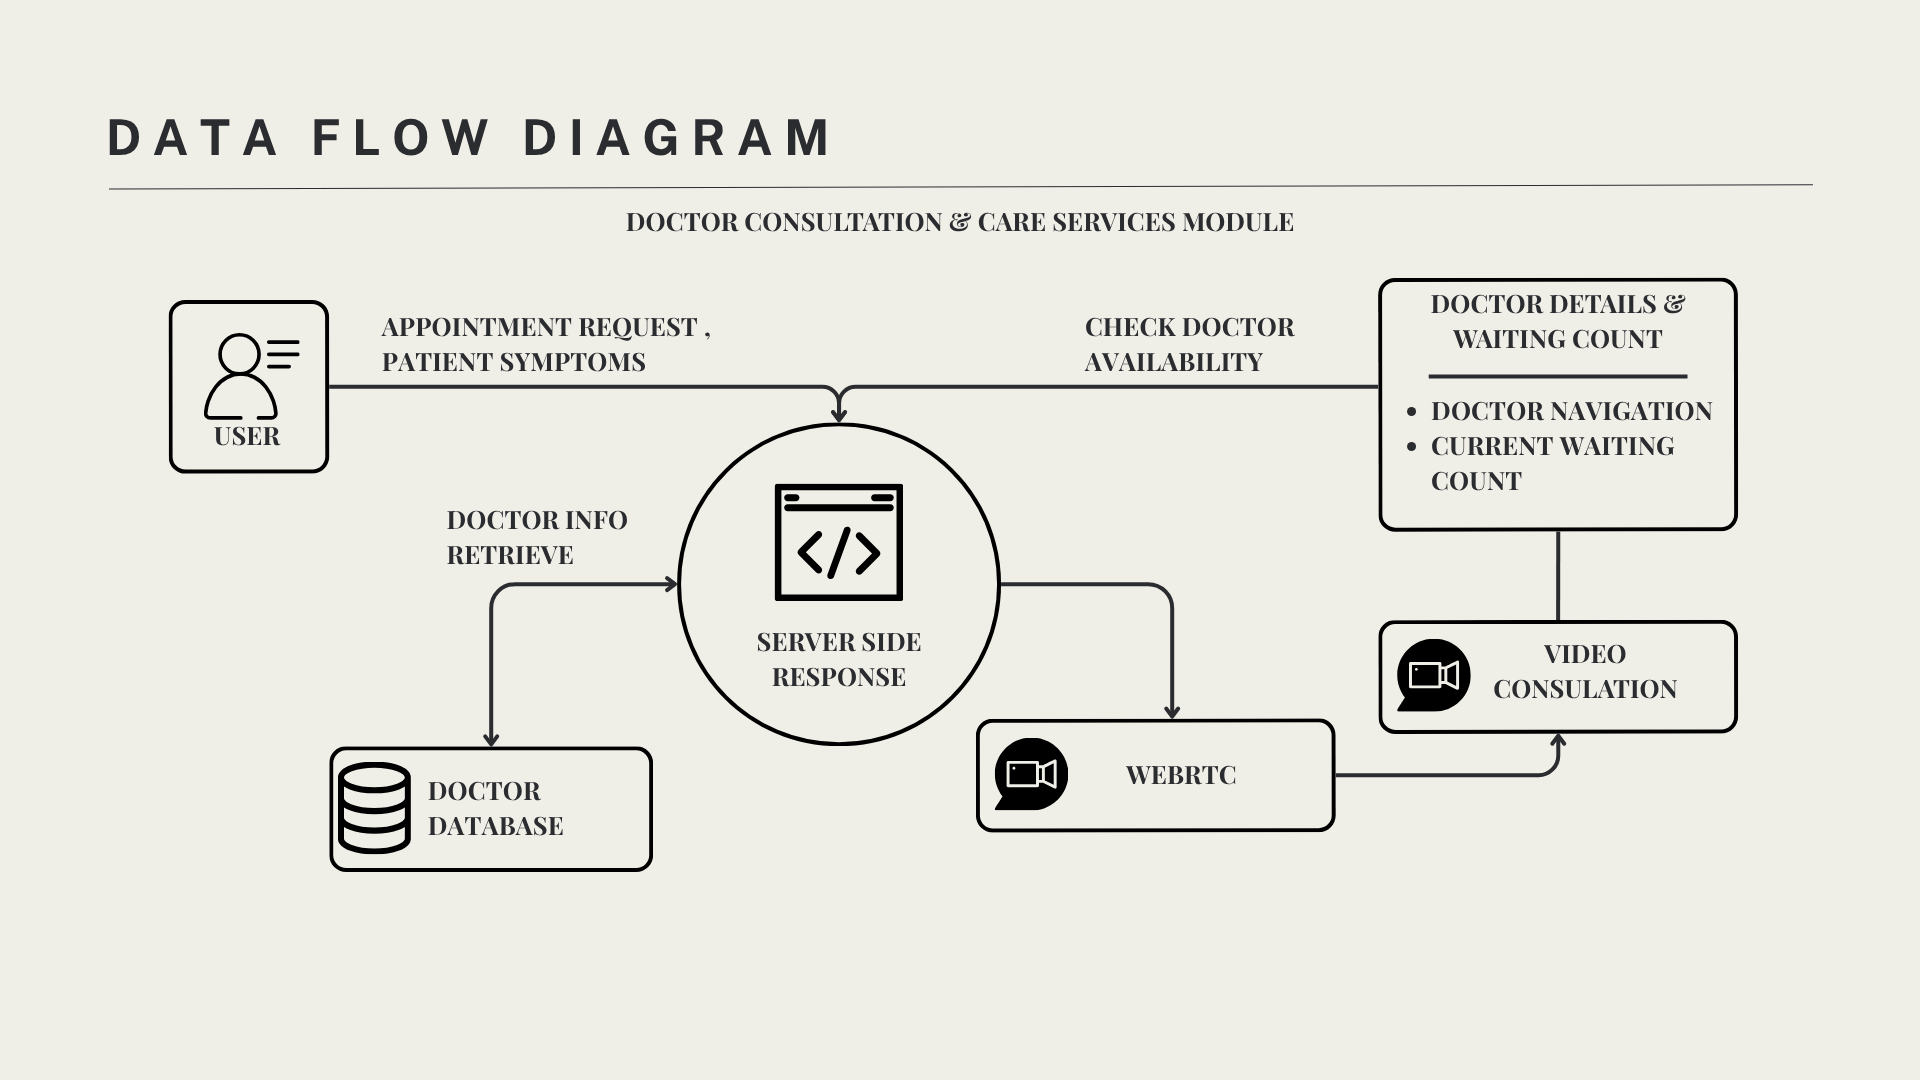 DATA FLOW DIAGRAM
DOCTOR CONSULTATION & CARE SERVICES MODULE
USER
APPOINTMENT REQUEST ,
PATIENT SYMPTOMS
CHECK DOCTOR
AVAILABILITY
DOCTOR DETAILS &
WAITING COUNT
• DOCTOR NAVIGATION
• CURRENT WAITING
COUNT
DOCTOR INFO
RETRIEVE
</>
SERVER SIDE
RESPONSE
VIDEO
CONSULATION
WEBRTC
DOCTOR
DATABASE